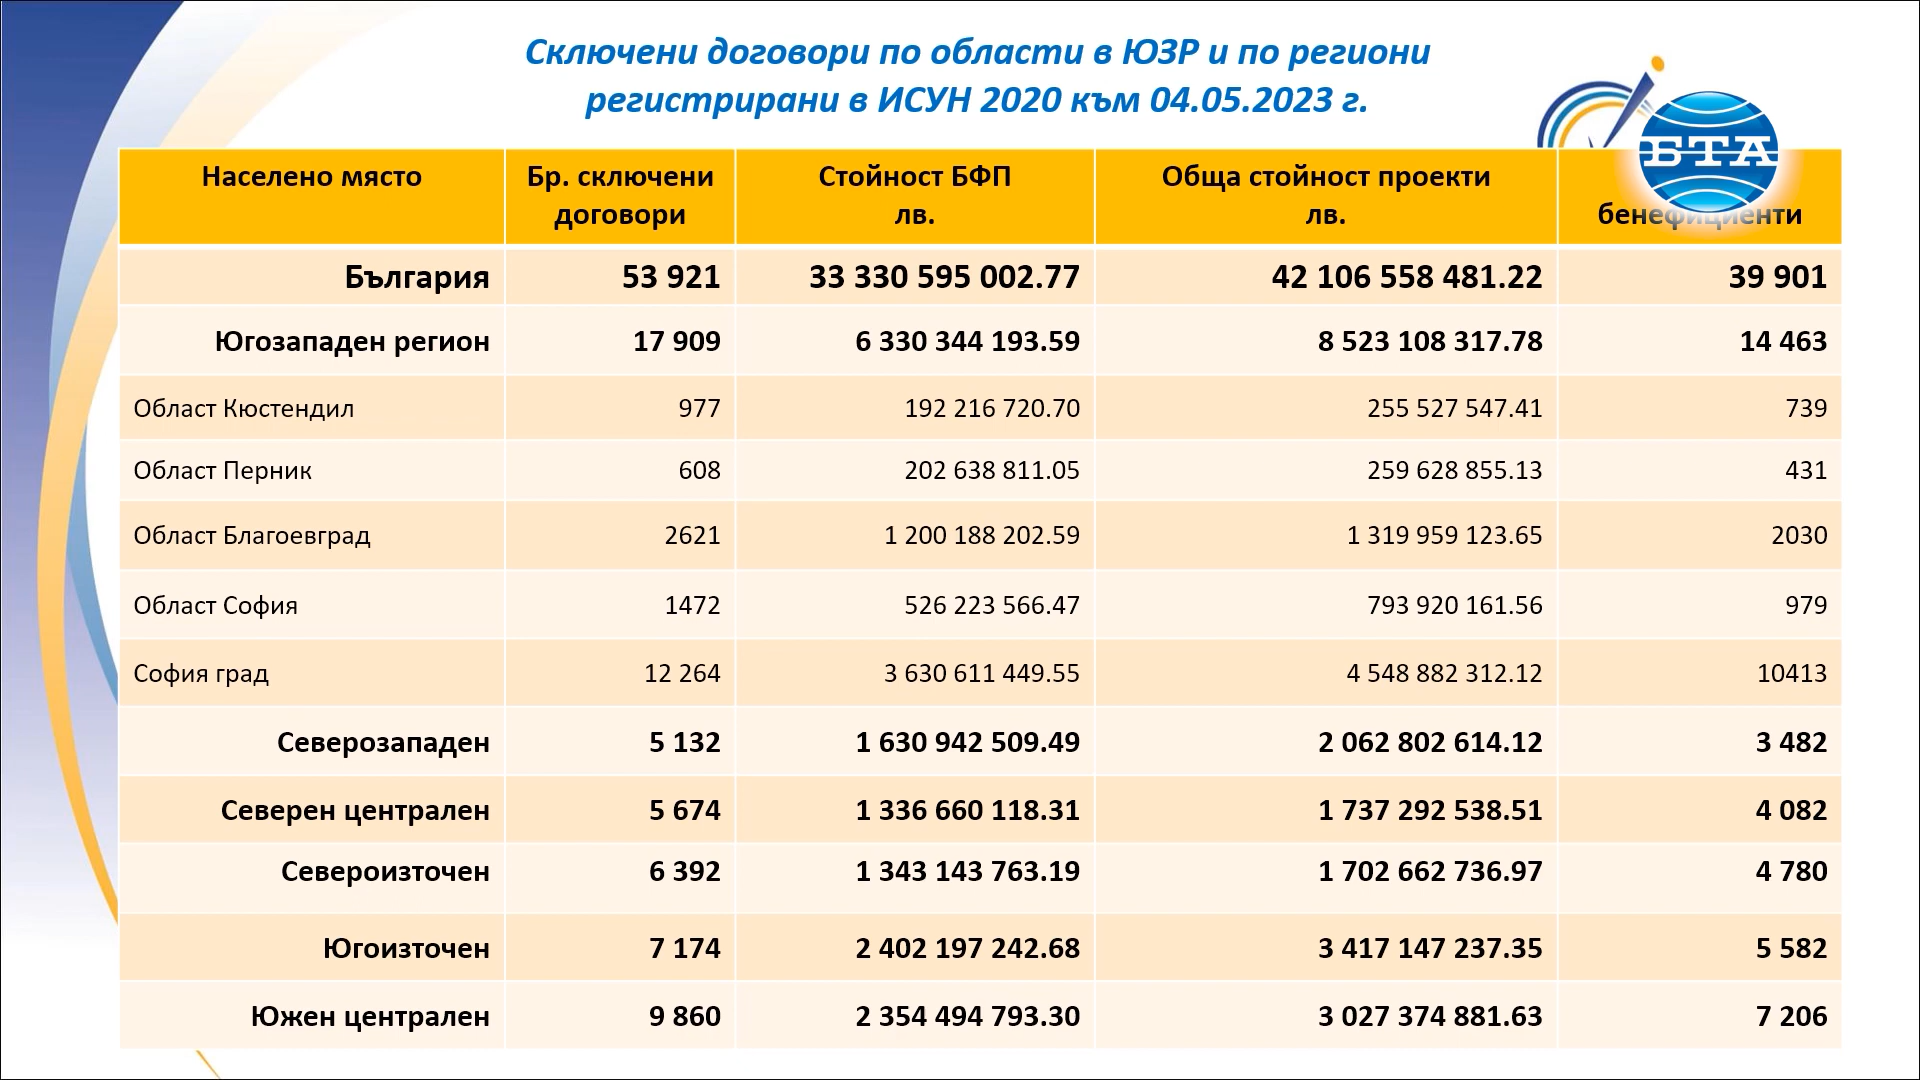 Сключени договори по области в ЮЗР и по региони
регистрирани в ИСУН 2020 към 04.05.2023 г.
БТА
Населено място Бр. сключени договори Стойност БФП лв. Обща стойност проекти лв. бенефициенти
България 53 921 33 330 595 002.77 42 106 558 481.22 39 901
Югозападен регион 17 909 6 330 344 193.59 8 523 108 317.78 14 463
Област Кюстендил 977 192 216 720.70 255 527 547.41 739
Област Перник 608 202 638 811.05 259 628 855.13 431
Област Благоевград 2621 1 200 188 202.59 1 319 959 123.65 2030
Област София 1472 526 223 566.47 793 920 161.56 979
София град 12 264 3 630 611 449.55 4 548 882 312.12 10413
Северозападен 5 132 1 630 942 509.49 2 062 802 614.12 3 482
Северен централен 5 674 1 336 660 118.31 1 737 292 538.51 4 082
Североизточен 6 392 1 343 143 763.19 1 702 662 736.97 4 780
Югоизточен 7 174 2 402 197 242.68 3 417 147 237.35 5 582
Южен централен 9 860 2 354 494 793.30 3 027 374 881.63 7 206